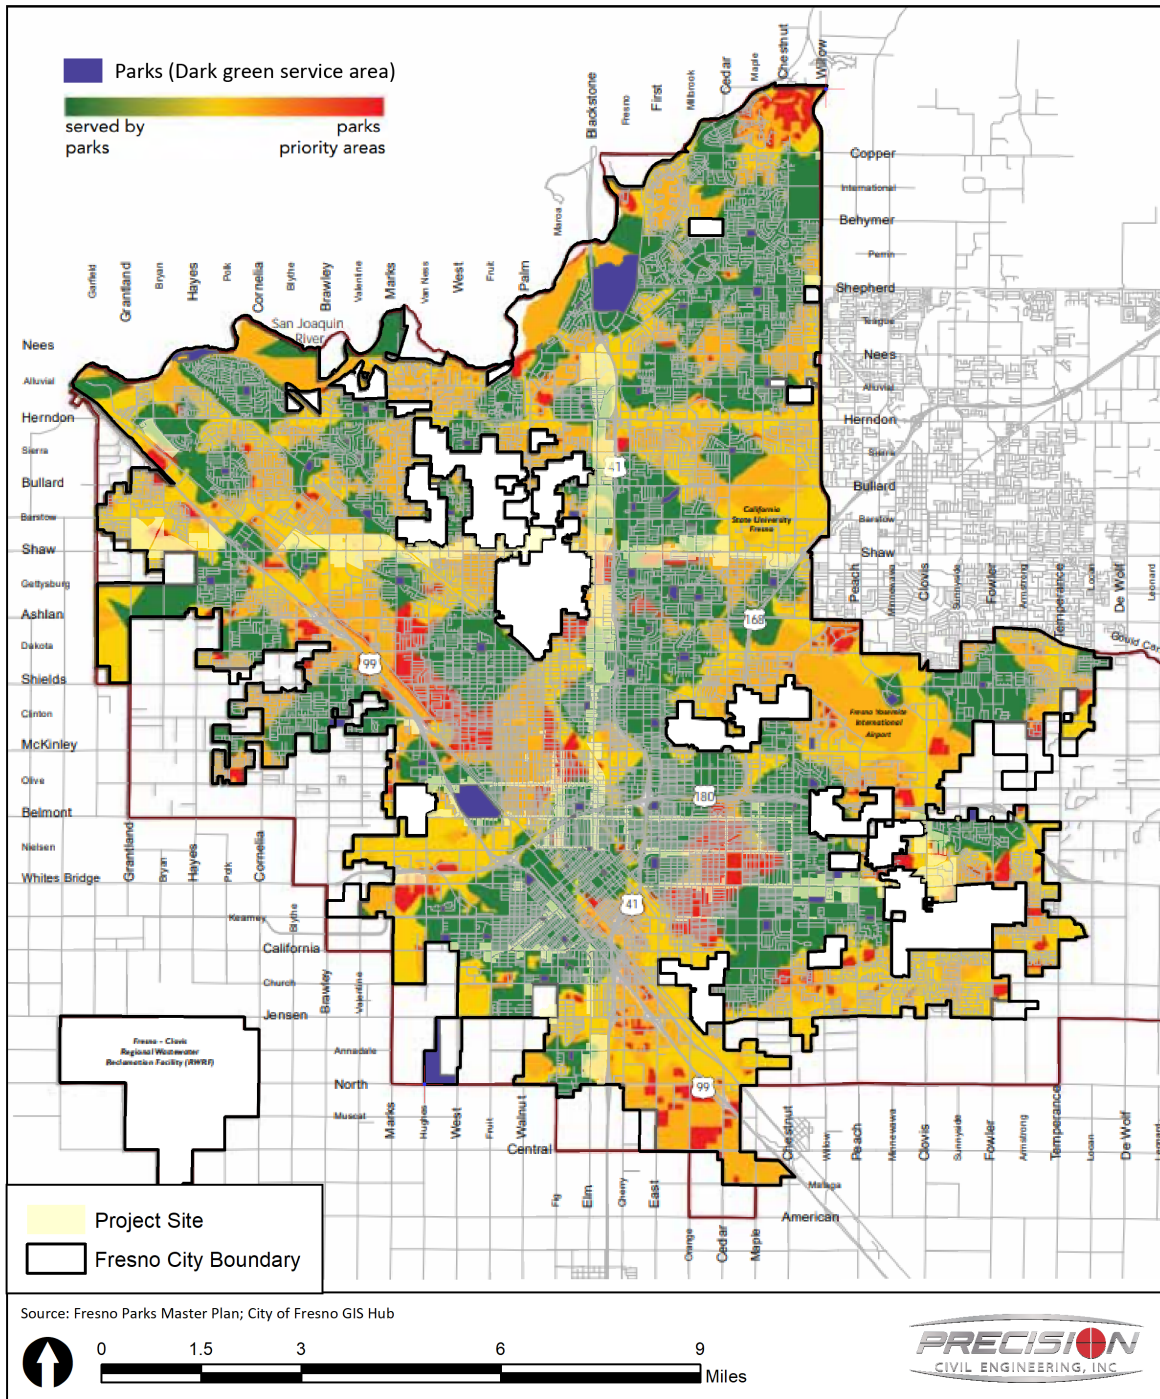 Parks (Dark green service area)
served by
parks
parks
priority areas
Blackstone
Fresno
First
Millbrook
Cedar
Maple
Chestnut
Willow
Copper
International
Behymer
Perrin
Shepherd
Teague
Nees
Alluvial
Herndon
Sierra
Bullard
Barstow
Shaw
Garfield
Grantland
Bryan
Hayes
Polk
Cornelia
Blythe
Brawley
Valentine
Marks
Van Ness
West
Fruit
Palm
Maroa
San Joaquin
River
Nees
Alluvial
Herndon
Sierra
Bullard
Barstow
Shaw
Gettysburg
Ashlan
Dakota
Shields
Clinton
McKinley
Olive
Belmont
Nielsen
Whites Bridge
Kearney
California
Church
Jensen
Annadale
North
Muscat
Central
41
California
State University
Fresno
168
99
Fresno Yosemite
International
Airport
180
41
99
Peach
Minnewawa
Clovis
Sunnyside
Fowler
Armstrong
Temperance
Locan
De Wolf
Leonard
Gould Can
Grantland
Bryan
Hayes
Polk
Cornelia
Blythe
Brawley
Valentine
Fresno - Clovis
Regional Wastewater
Reclamation Facility (RWRF)
Marks
Hughes
West
Fruit
Walnut
Fig
Elm
Cherry
East
Orange
Cedar
Maple
Chestnut
Willow
Peach
Minnewawa
Clovis
Sunnyside
Fowler
Armstrong
Temperance
Locan
De Wolf
Malaga
American
Project Site
Fresno City Boundary
Source: Fresno Parks Master Plan; City of Fresno GIS Hub
0 1.5 3 6 9
Miles
PRECISION
CIVIL ENGINEERING, INC